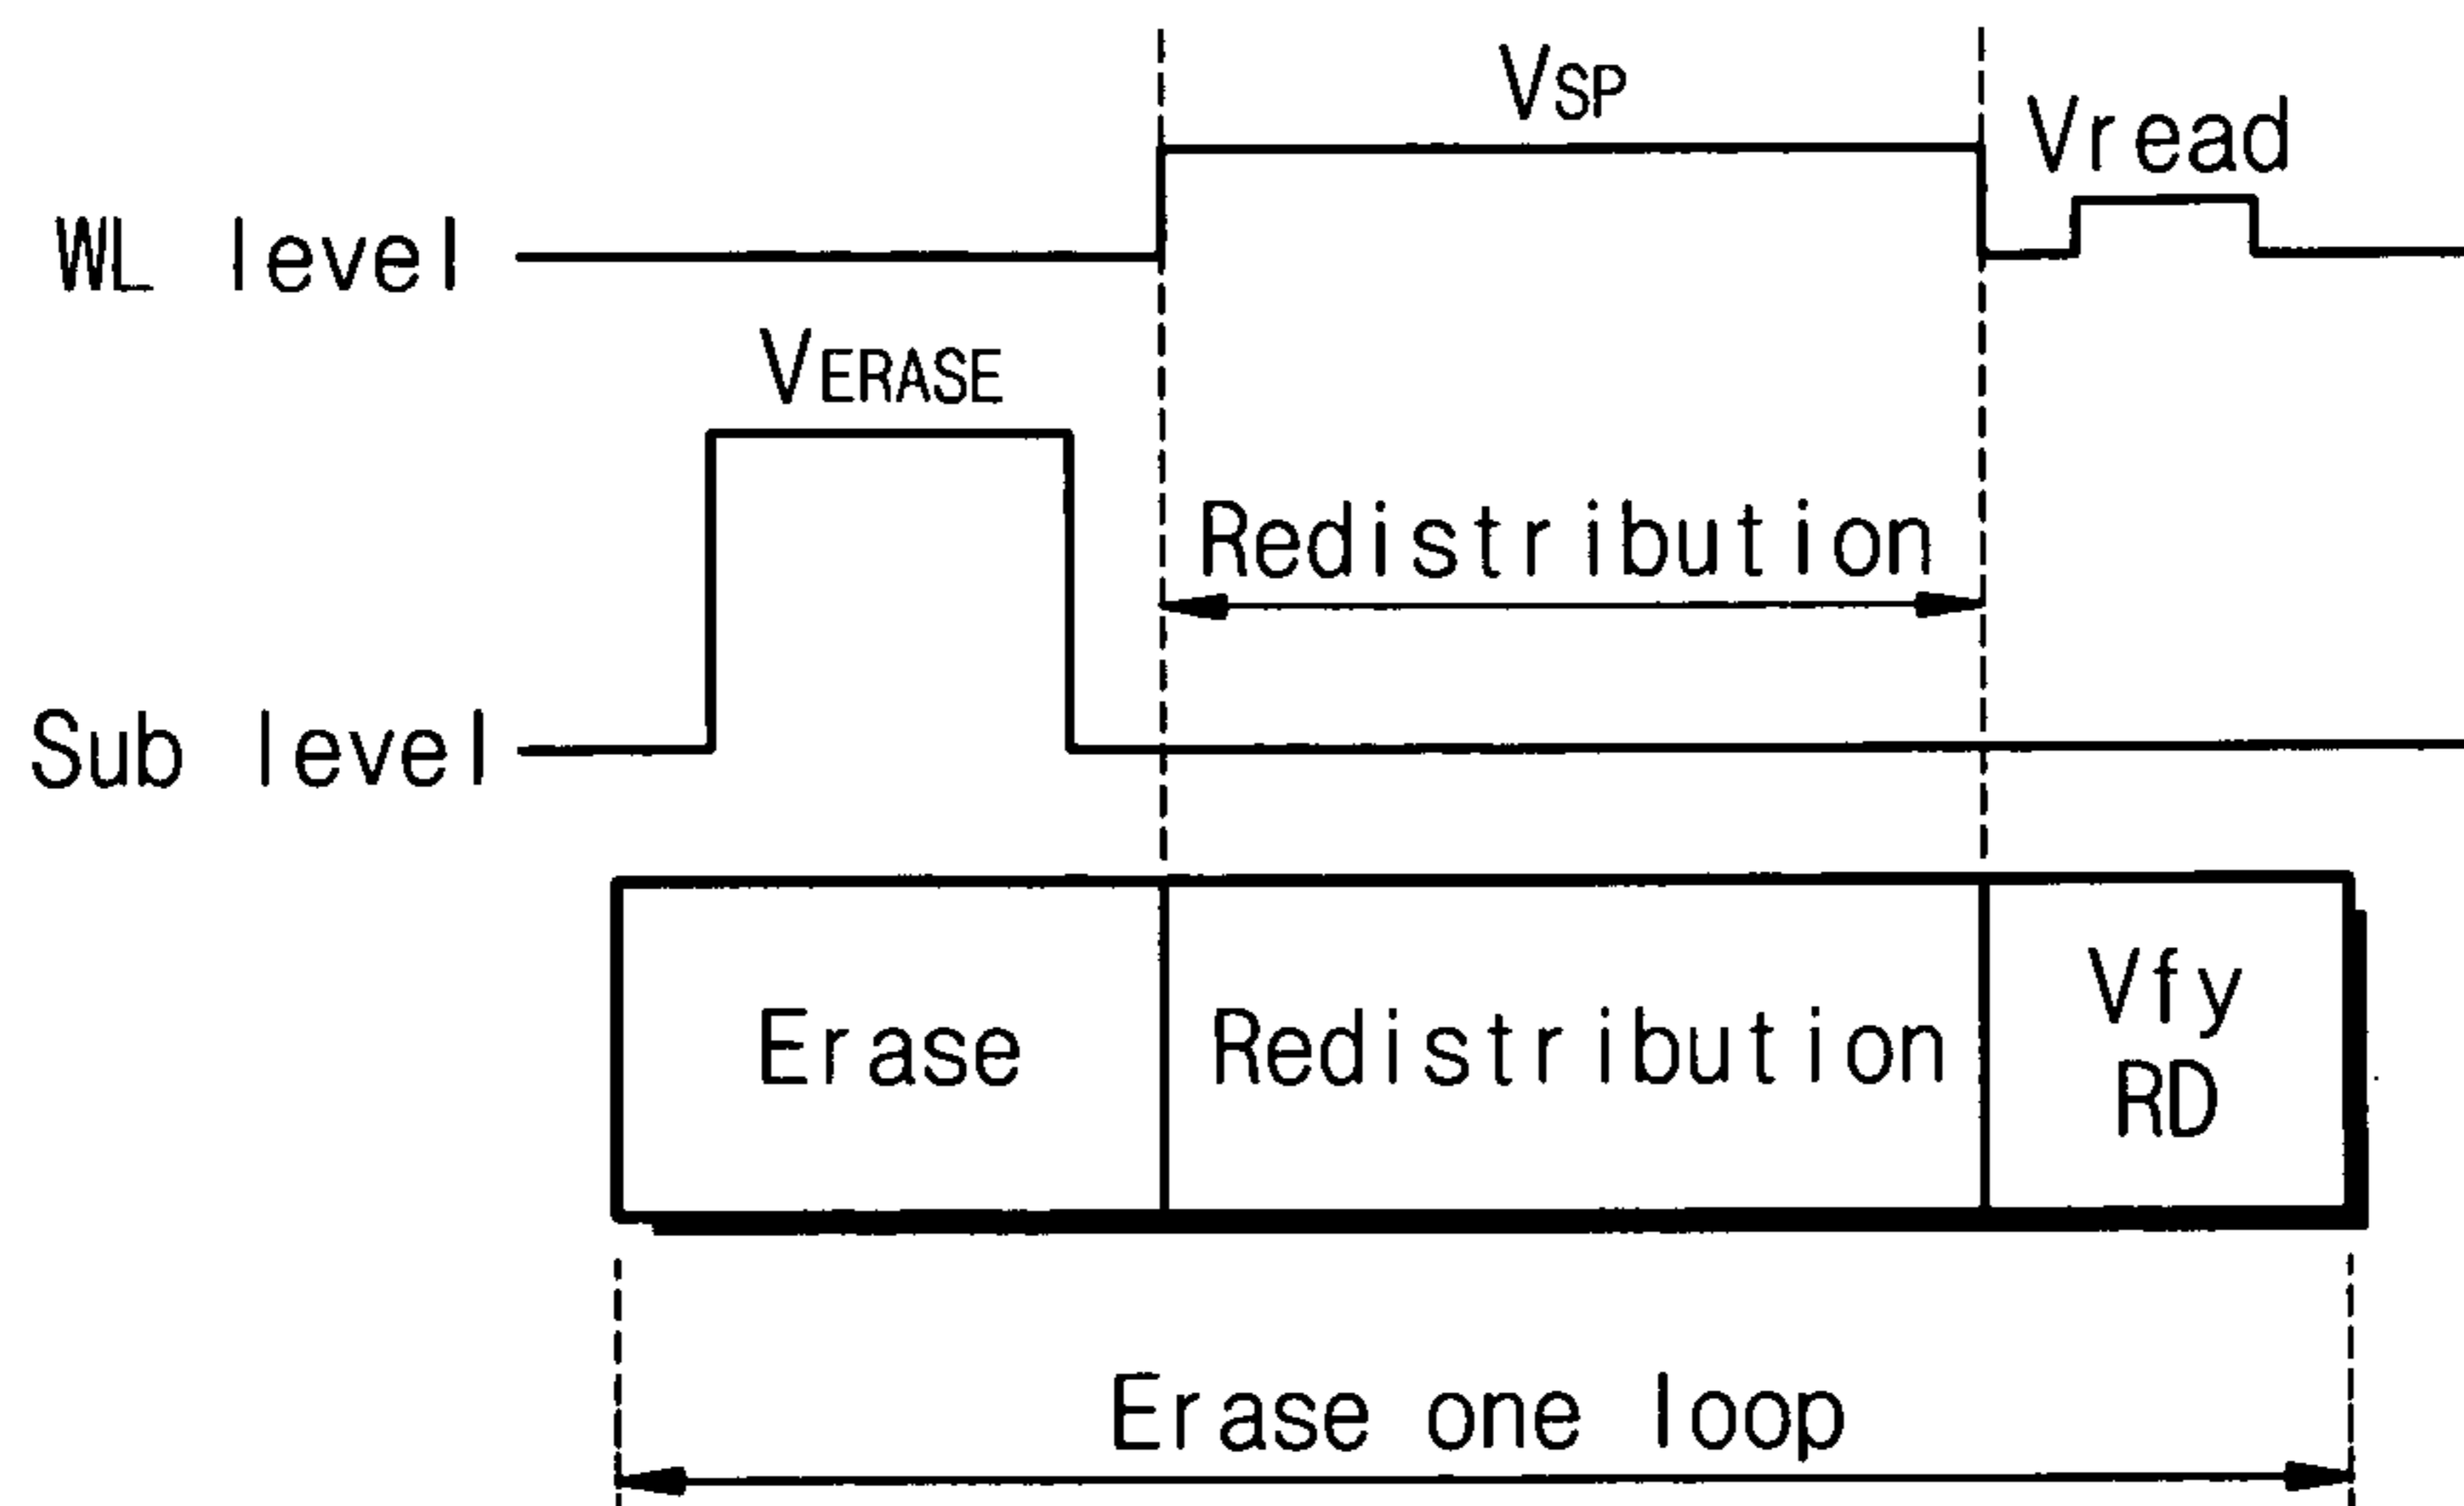 VSP
Vread
WL level
VERASE
Redistribution
Sub level
Erase
Redistribution
Vfy
RD
Erase one loop